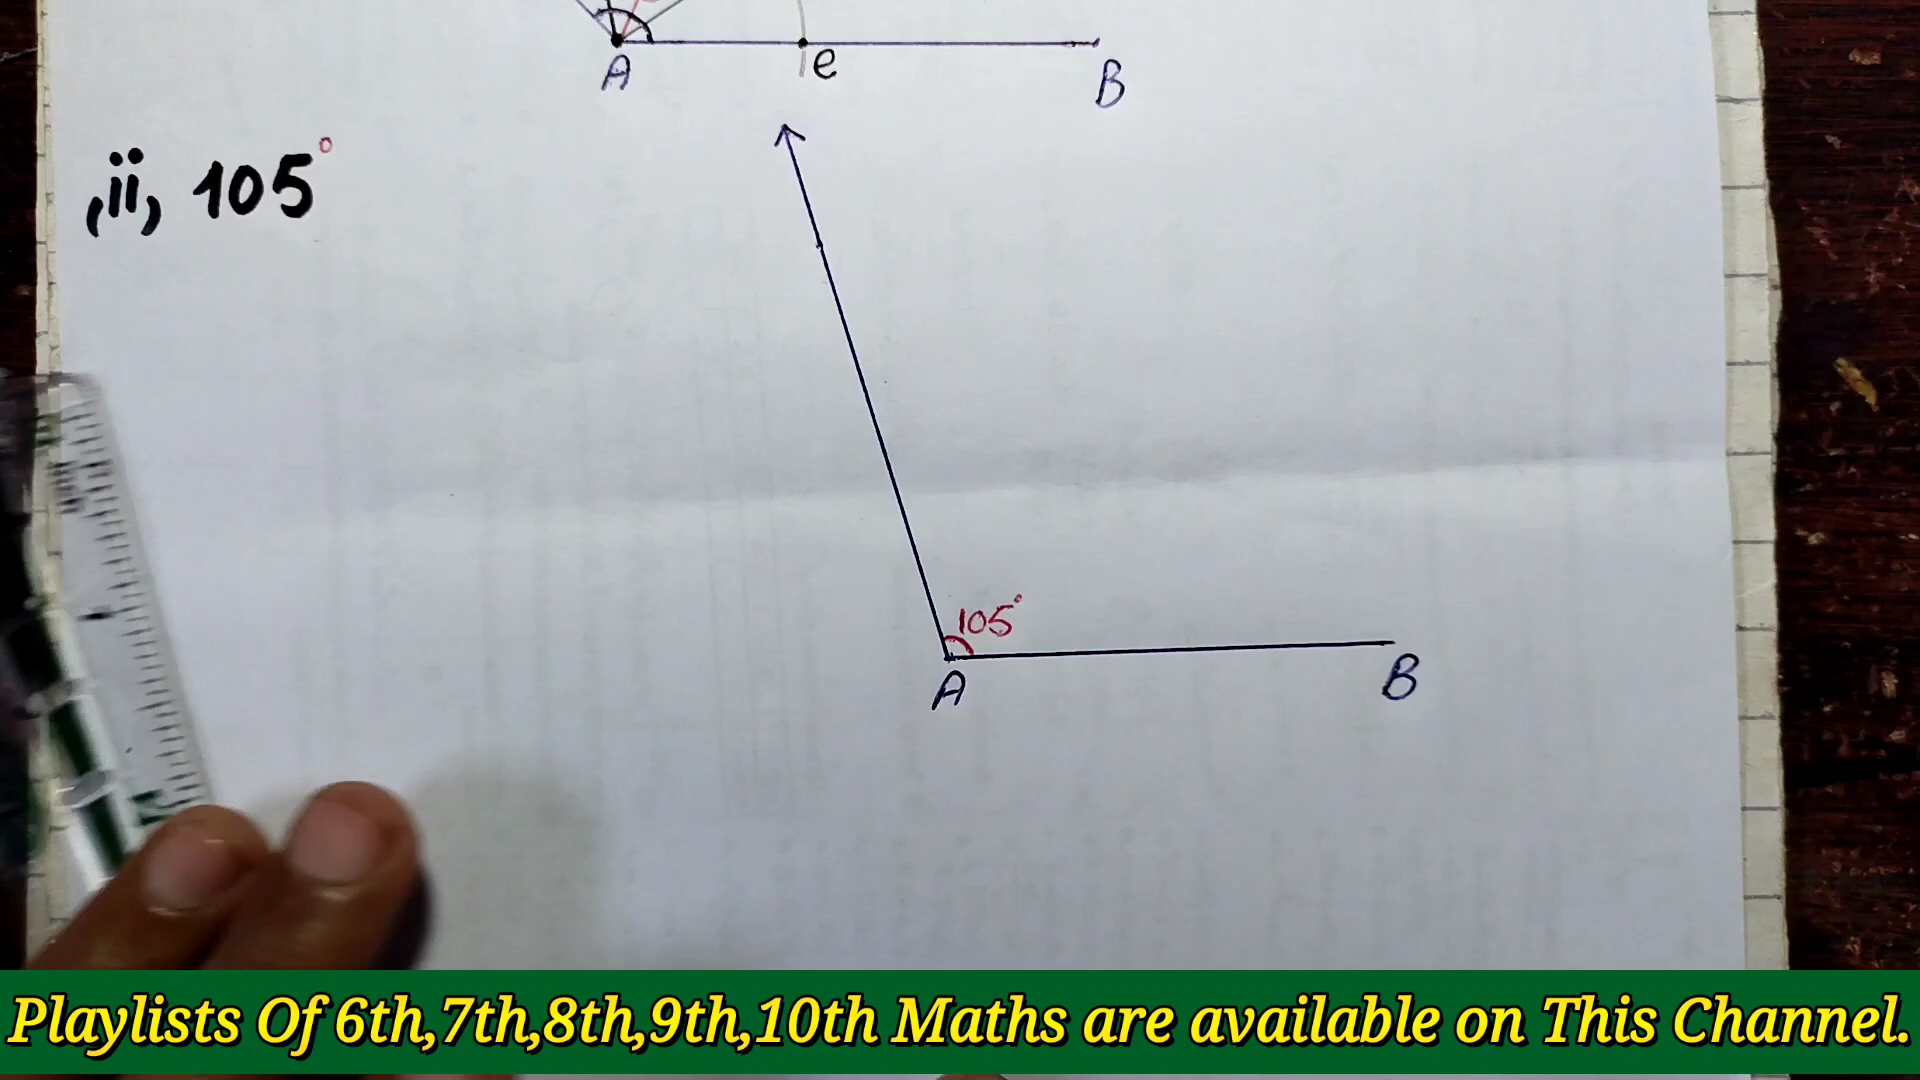 A e B
,ii, 105°
105°
A B
Playlists Of 6th,7th,8th,9th,10th Maths are available on This Channel.